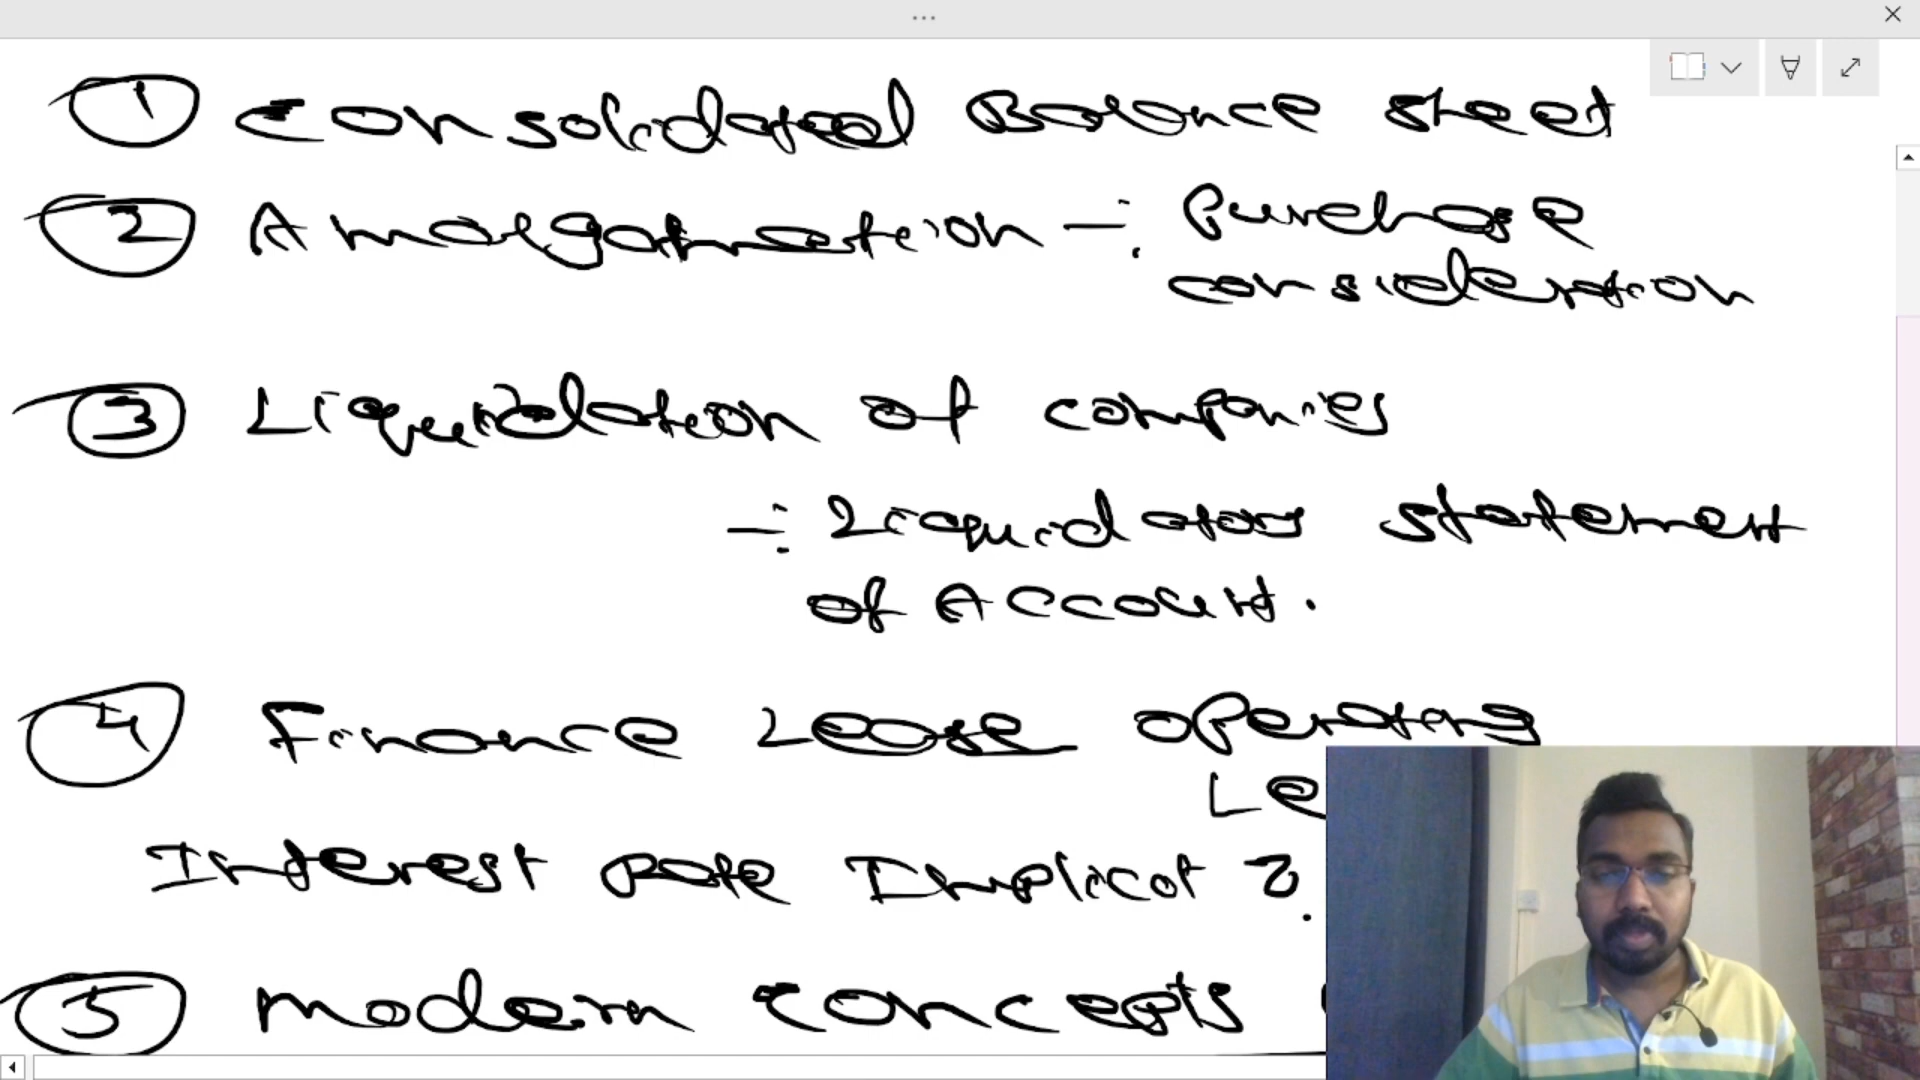 1 Consolidated Balance sheet
2 Amalgamation -: Purchase
consideration
3 Liquidation of companies
-: Liquidators statement
of Account.
4 Finance Lease operating
Le
Interest Rate Implicit ?
5 modern concepts